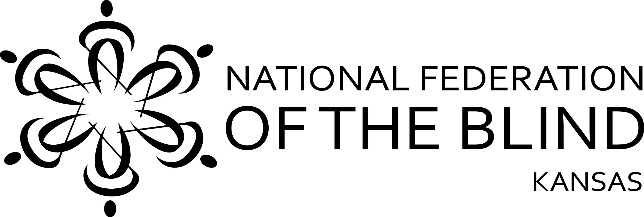 NATIONAL FEDERATION
OF THE BLIND
KANSAS